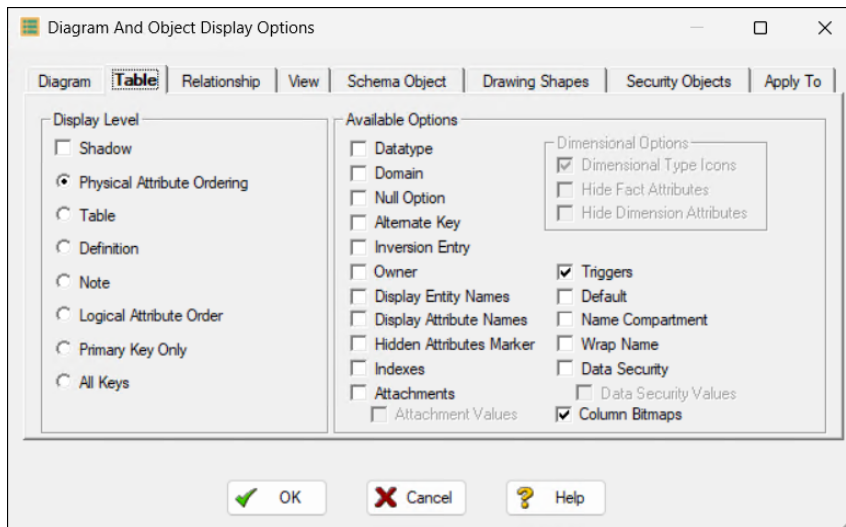 Diagram And Object Display Options
Diagram Table Relationship View Schema Object Drawing Shapes Security Objects Apply To
Display Level
Shadow
Physical Attribute Ordering
Table
Definition
Note
Logical Attribute Order
Primary Key Only
All Keys
Available Options
Datatype
Domain
Null Option
Alternate Key
Inversion Entry
Owner
Display Entity Names
Display Attribute Names
Hidden Attributes Marker
Indexes
Attachments
Attachment Values
Dimensional Options
Dimensional Type Icons
Hide Fact Attributes
Hide Dimension Attributes
Triggers
Default
Name Compartment
Wrap Name
Data Security
Data Security Values
Column Bitmaps
OK Cancel Help